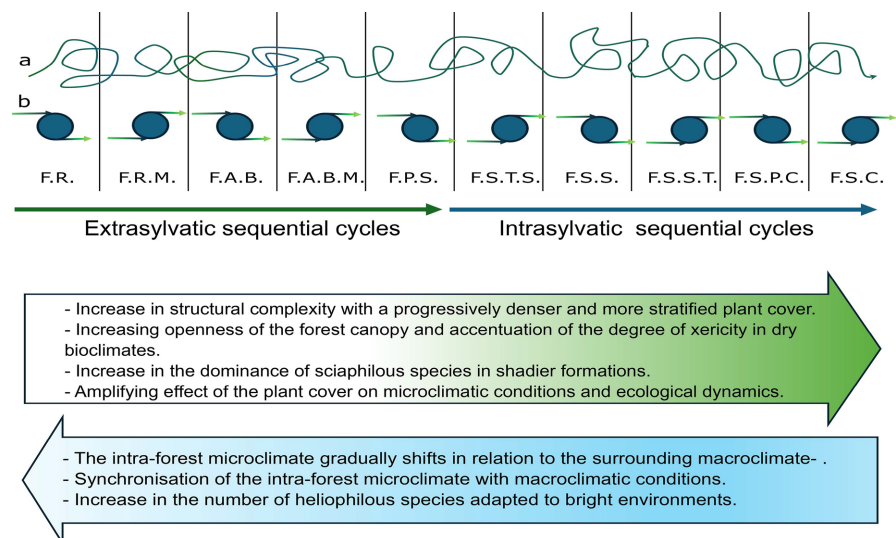 a
b
F.R. F.R.M. F.A.B. F.A.B.M. F.P.S. F.S.T.S. F.S.S. F.S.S.T. F.S.P.C. F.S.C.
Extrasylvatic sequential cycles Intrasylvatic sequential cycles
- Increase in structural complexity with a progressively denser and more stratified plant cover.
- Increasing openness of the forest canopy and accentuation of the degree of xericity in dry
bioclimates.
- Increase in the dominance of sciaphilous species in shadier formations.
- Amplifying effect of the plant cover on microclimatic conditions and ecological dynamics.
- The intra-forest microclimate gradually shifts in relation to the surrounding macroclimate- .
- Synchronisation of the intra-forest microclimate with macroclimatic conditions.
- Increase in the number of heliophilous species adapted to bright environments.